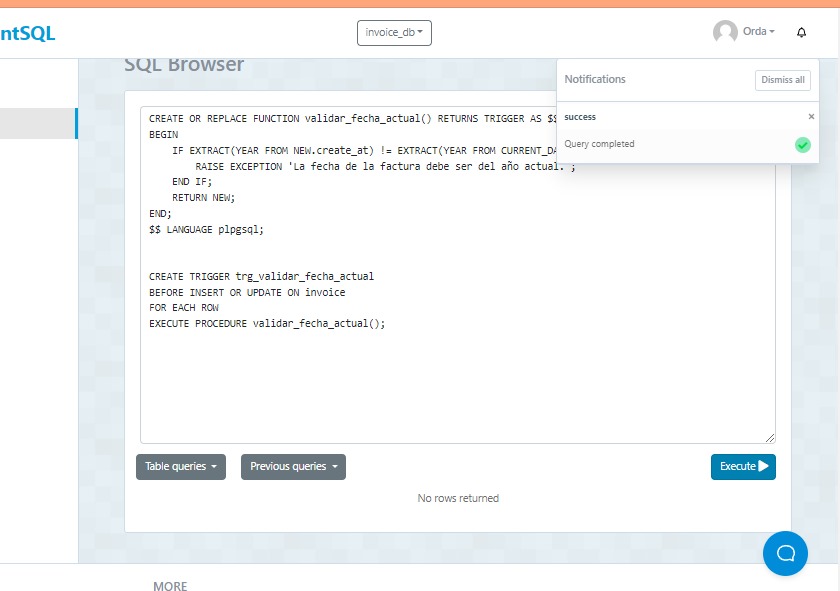 ntSQL
invoice_db
Orda
SQL Browser
Notifications
Dismiss all
success
×
Query completed
CREATE OR REPLACE FUNCTION validar_fecha_actual() RETURNS TRIGGER AS $$
BEGIN
    IF EXTRACT(YEAR FROM NEW.create_at) != EXTRACT(YEAR FROM CURRENT_DA
        RAISE EXCEPTION 'La fecha de la factura debe ser del año actual.';
    END IF;
    RETURN NEW;
END;
$$ LANGUAGE plpgsql;
CREATE TRIGGER trg_validar_fecha_actual
BEFORE INSERT OR UPDATE ON invoice
FOR EACH ROW
EXECUTE PROCEDURE validar_fecha_actual();
Table queries
Previous queries
Execute
No rows returned
MORE